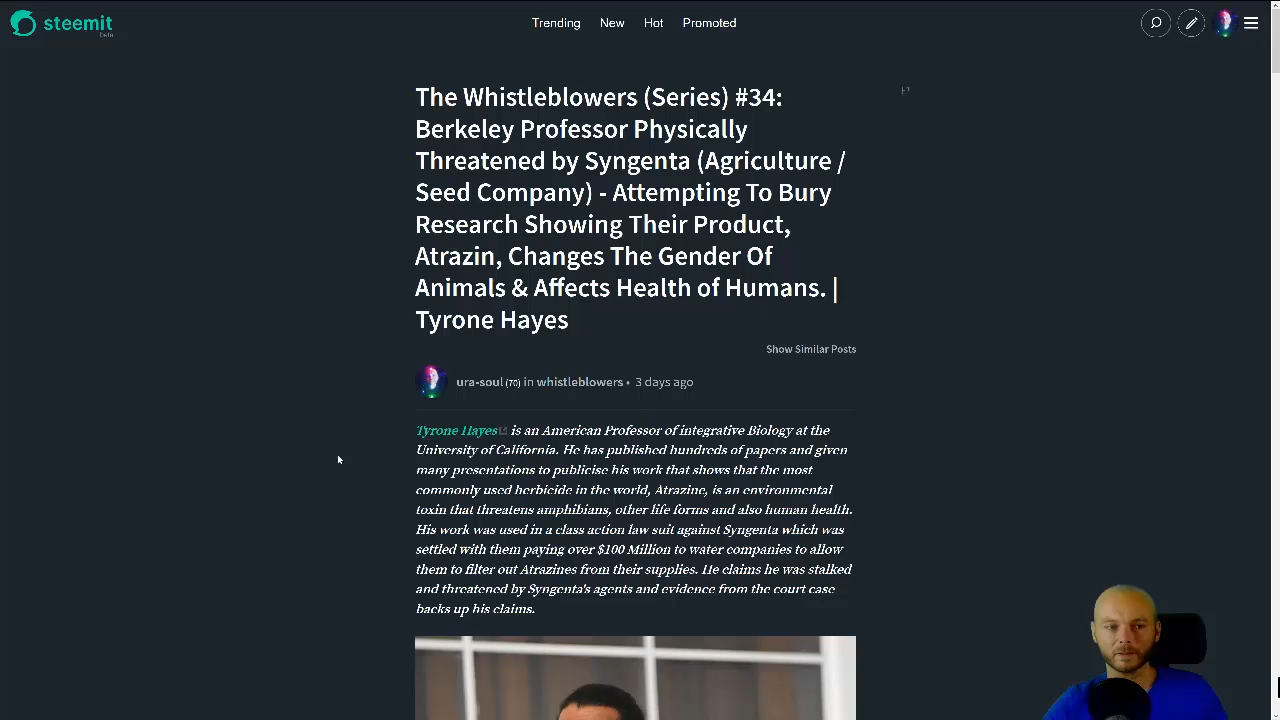 steemit
beta
Trending New Hot Promoted
The Whistleblowers (Series) #34:
Berkeley Professor Physically
Threatened by Syngenta (Agriculture /
Seed Company) - Attempting To Bury
Research Showing Their Product,
Atrazin, Changes The Gender Of
Animals & Affects Health of Humans. |
Tyrone Hayes
Show Similar Posts
ura-soul (70) in whistleblowers • 3 days ago
Tyrone Hayes is an American Professor of integrative Biology at the
University of California. He has published hundreds of papers and given
many presentations to publicise his work that shows that the most
commonly used herbicide in the world, Atrazine, is an environmental
toxin that threatens amphibians, other life forms and also human health.
His work was used in a class action law suit against Syngenta which was
settled with them paying over $100 Million to water companies to allow
them to filter out Atrazines from their supplies. He claims he was stalked
and threatened by Syngenta's agents and evidence from the court case
backs up his claims.